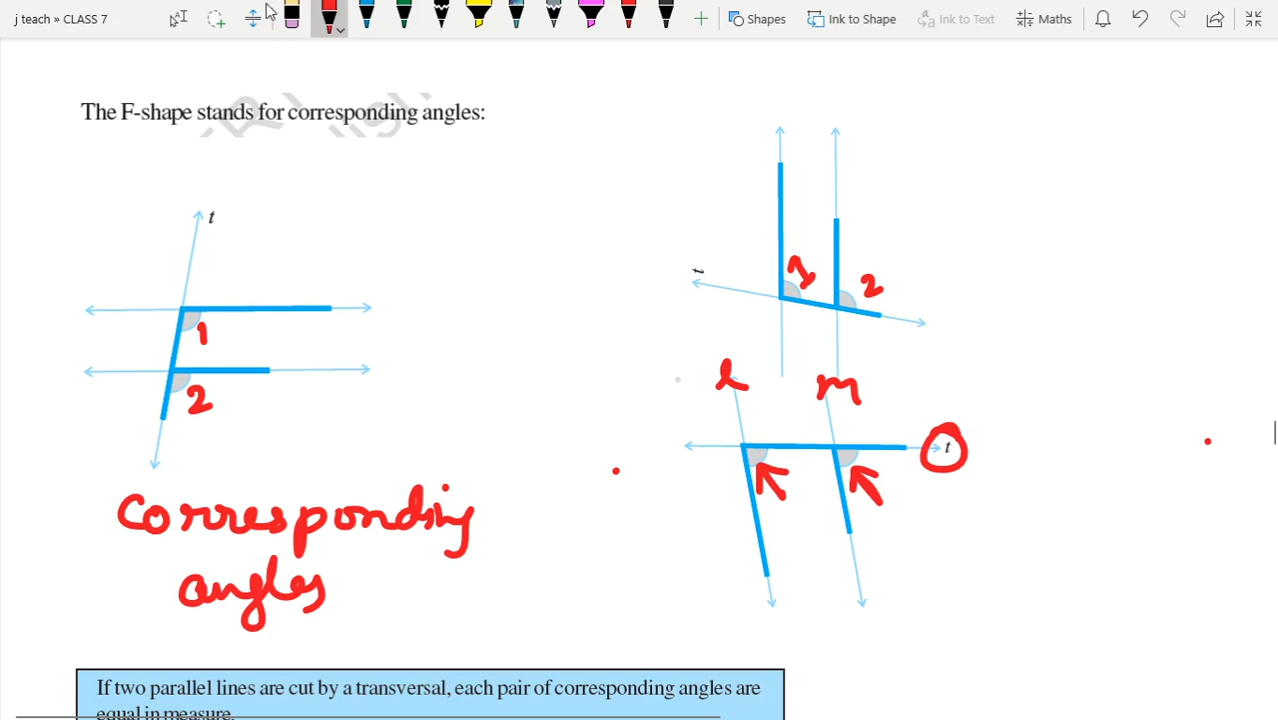 j teach » CLASS 7
Shapes
Ink to Shape
Ink to Text
Maths
The F-shape stands for corresponding angles:
t
1
2
t
1
2
l
m
t
Corresponding
angles
If two parallel lines are cut by a transversal, each pair of corresponding angles are
equal in measure.